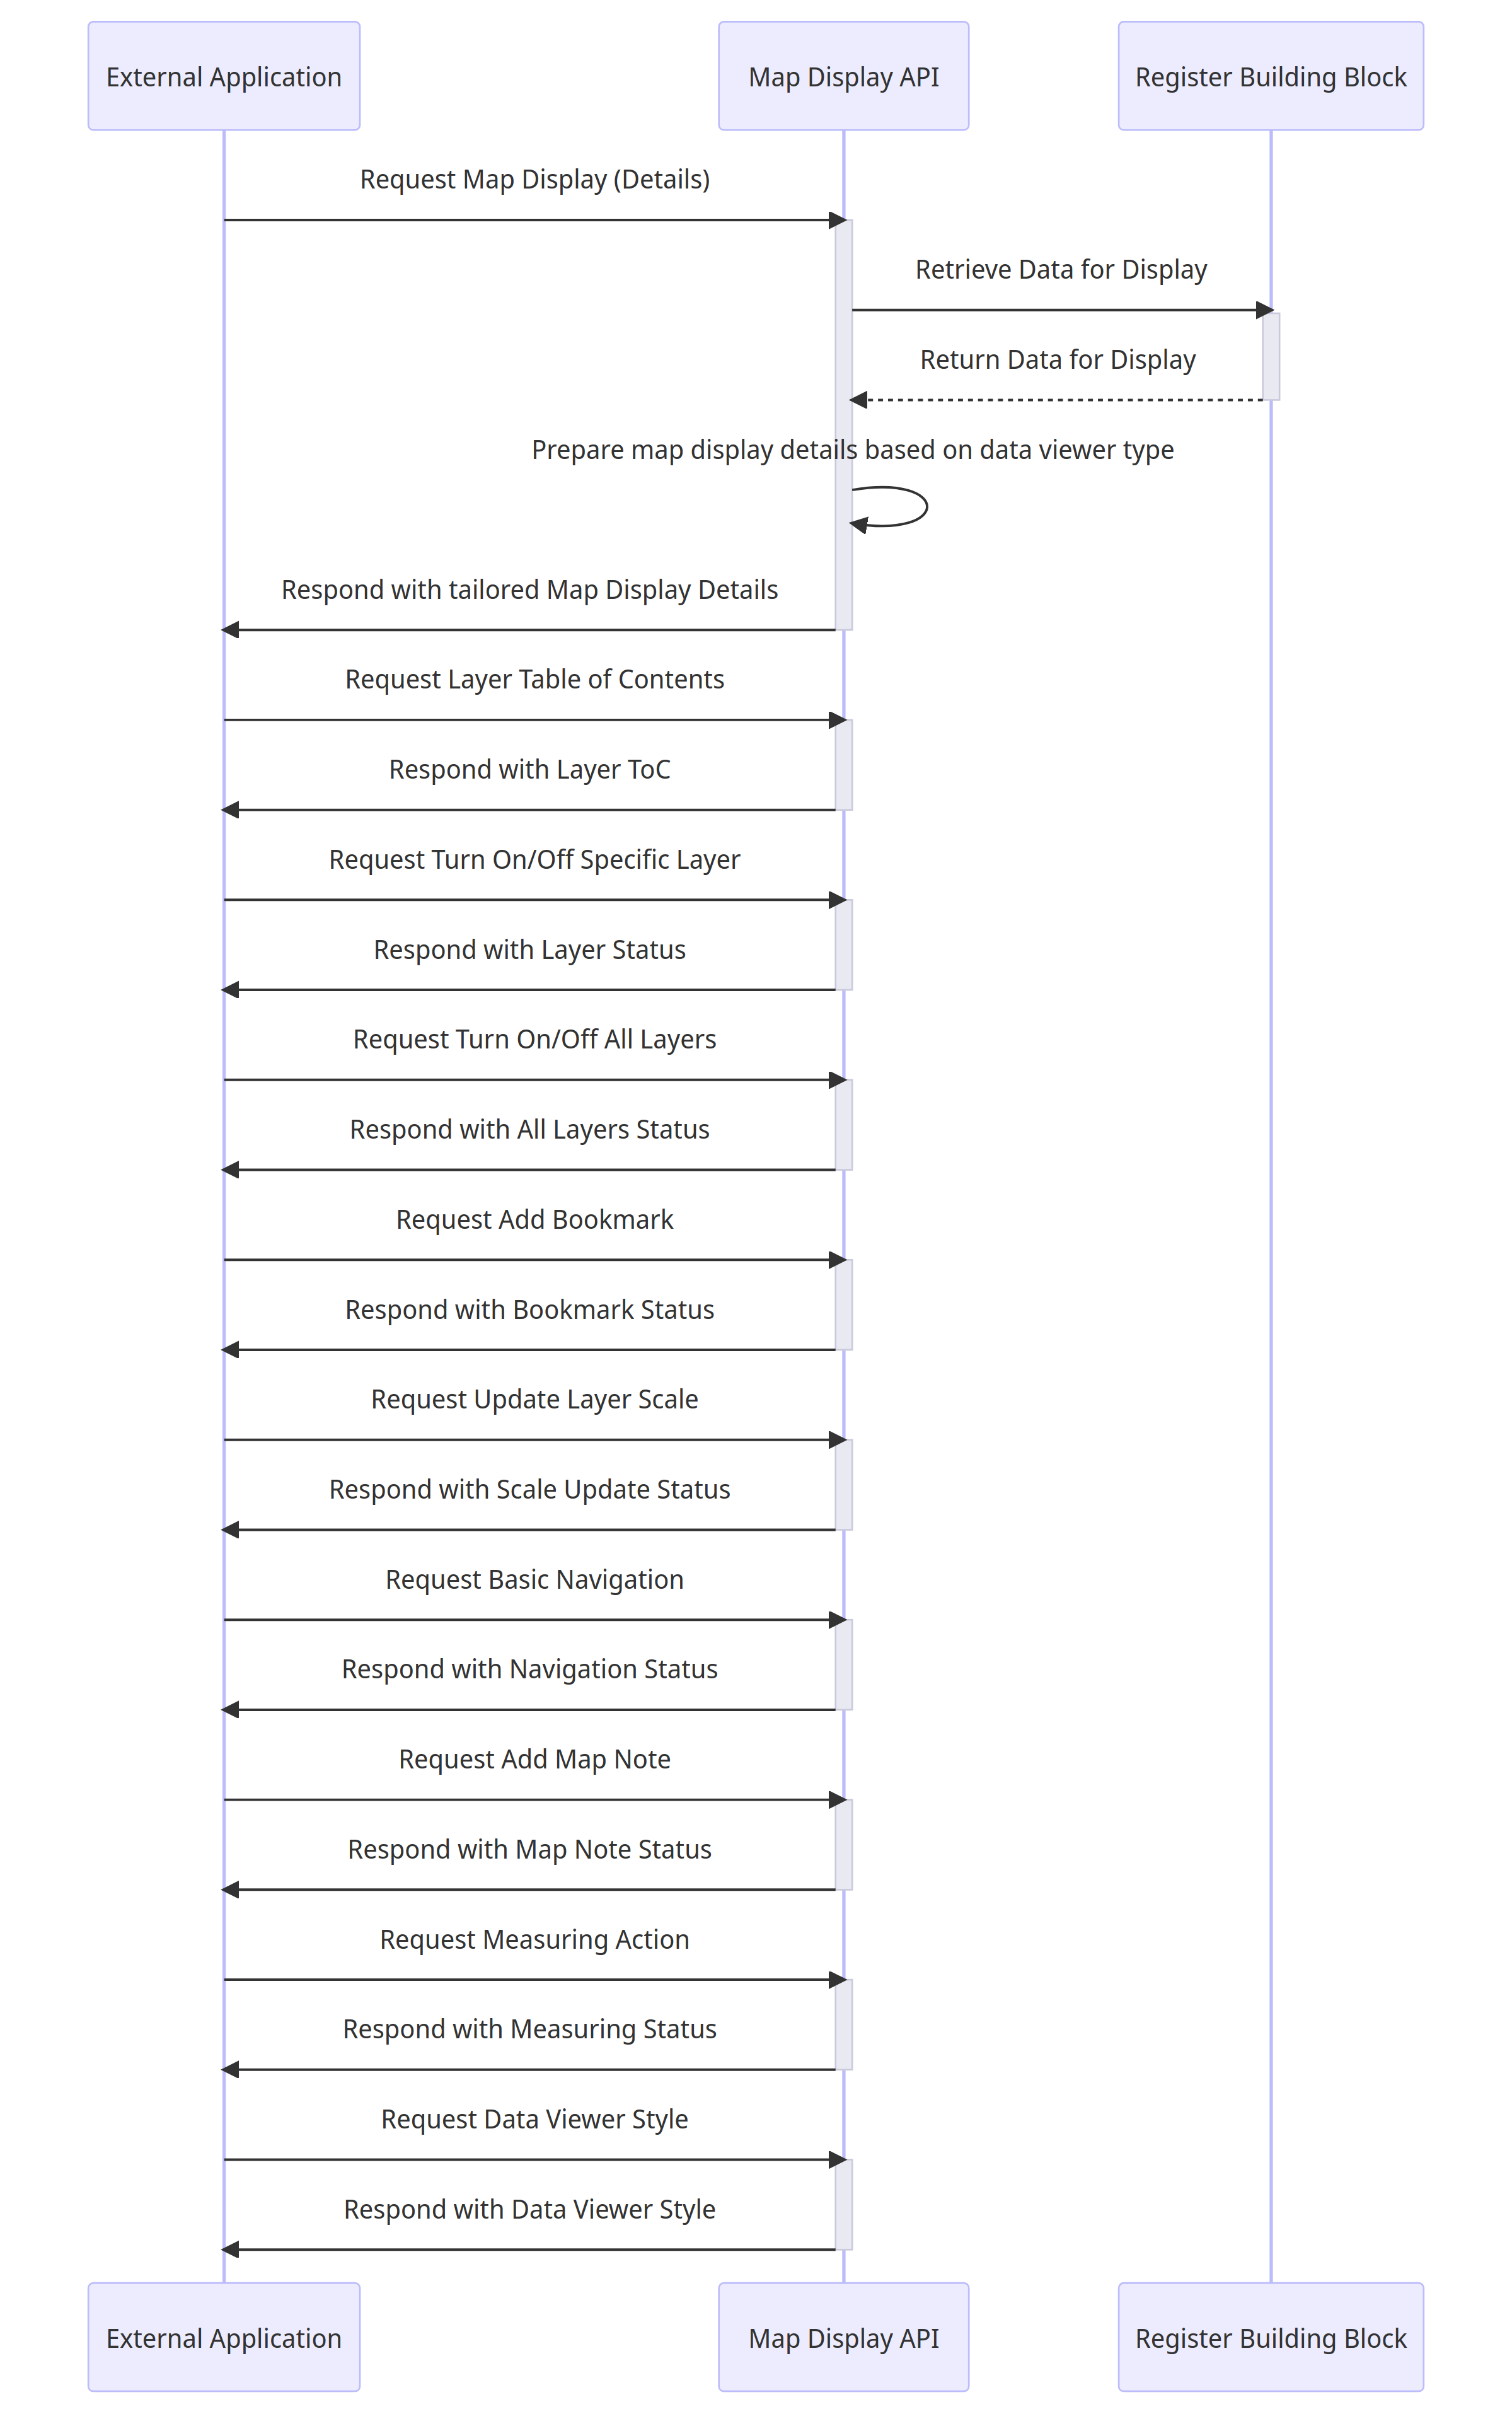 External Application
Map Display API
Register Building Block
Request Map Display (Details)
Retrieve Data for Display
Return Data for Display
Prepare map display details based on data viewer type
Respond with tailored Map Display Details
Request Layer Table of Contents
Respond with Layer ToC
Request Turn On/Off Specific Layer
Respond with Layer Status
Request Turn On/Off All Layers
Respond with All Layers Status
Request Add Bookmark
Respond with Bookmark Status
Request Update Layer Scale
Respond with Scale Update Status
Request Basic Navigation
Respond with Navigation Status
Request Add Map Note
Respond with Map Note Status
Request Measuring Action
Respond with Measuring Status
Request Data Viewer Style
Respond with Data Viewer Style
External Application
Map Display API
Register Building Block